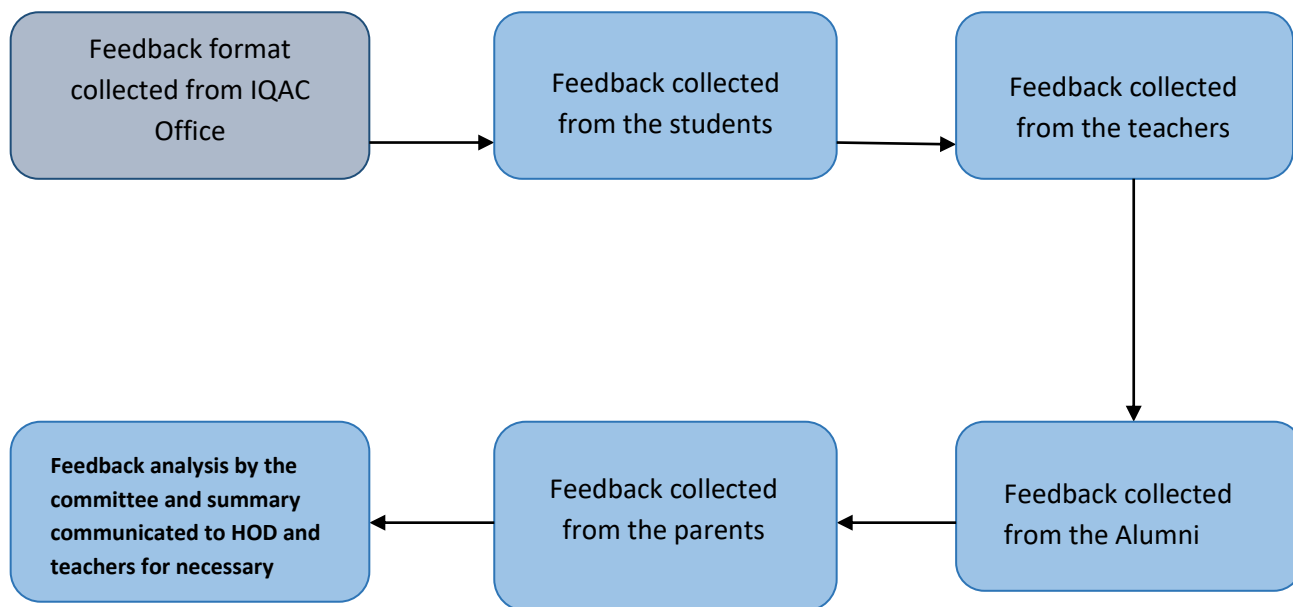 Feedback format
collected from IQAC
Office
Feedback collected
from the students
Feedback collected
from the teachers
Feedback analysis by the
committee and summary
communicated to HOD and
teachers for necessary
Feedback collected
from the parents
Feedback collected
from the Alumni